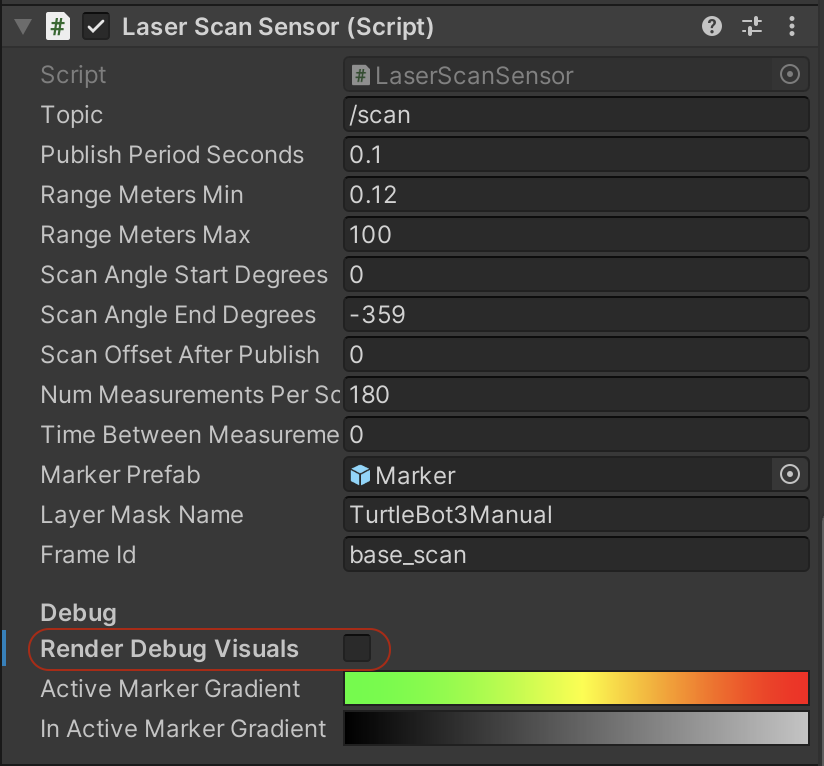 Laser Scan Sensor (Script)
Script LaserScanSensor
Topic /scan
Publish Period Seconds 0.1
Range Meters Min 0.12
Range Meters Max 100
Scan Angle Start Degrees 0
Scan Angle End Degrees -359
Scan Offset After Publish 0
Num Measurements Per Sc 180
Time Between Measureme 0
Marker Prefab Marker
Layer Mask Name TurtleBot3Manual
Frame Id base_scan
Debug
Render Debug Visuals
Active Marker Gradient
In Active Marker Gradient